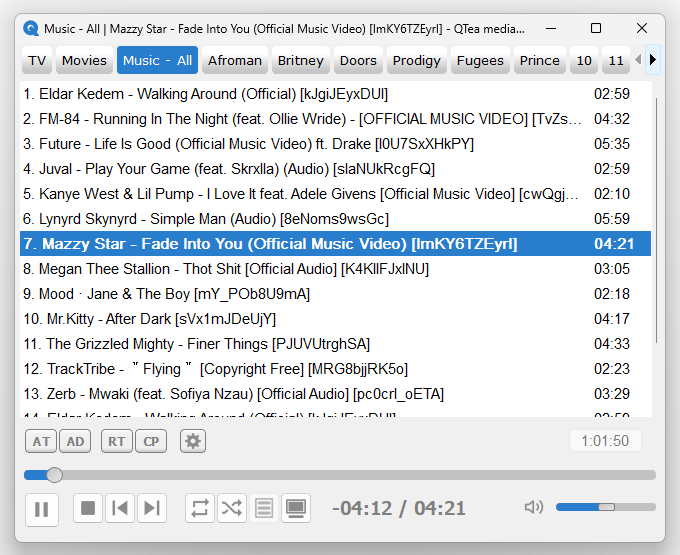 Music - All | Mazzy Star - Fade Into You (Official Music Video) [ImKY6TZEyrI] - QTea media...
TV Movies Music - All Afroman Britney Doors Prodigy Fugees Prince 10 11
1. Eldar Kedem - Walking Around (Official) [kJgiJEyxDUI] 02:59
2. FM-84 - Running In The Night (feat. Ollie Wride) - [OFFICIAL MUSIC VIDEO] [TvZs... 04:32
3. Future - Life Is Good (Official Music Video) ft. Drake [l0U7SxXHkPY] 05:35
4. Juval - Play Your Game (feat. Skrxlla) (Audio) [slaNUkRcgFQ] 02:59
5. Kanye West & Lil Pump - I Love It feat. Adele Givens [Official Music Video] [cwQgj... 02:10
6. Lynyrd Skynyrd - Simple Man (Audio) [8eNoms9wsGc] 05:59
7. Mazzy Star - Fade Into You (Official Music Video) [ImKY6TZEyrI] 04:21
8. Megan Thee Stallion - Thot Shit [Official Audio] [K4KlIFJxlNU] 03:05
9. Mood · Jane & The Boy [mY_POb8U9mA] 02:18
10. Mr.Kitty - After Dark [sVx1mJDeUjY] 04:17
11. The Grizzled Mighty - Finer Things [PJUVUtrghSA] 04:33
12. TrackTribe - ‟ Flying ‟ [Copyright Free] [MRG8bjjRK5o] 02:23
13. Zerb - Mwaki (feat. Sofiya Nzau) [Official Audio] [pc0crl_oETA] 03:29
14. Eldar Kedem - Walking Around (Official) [kJgiJEyxDUI] 02:59
AT AD RT CP 1:01:50
-04:12 / 04:21